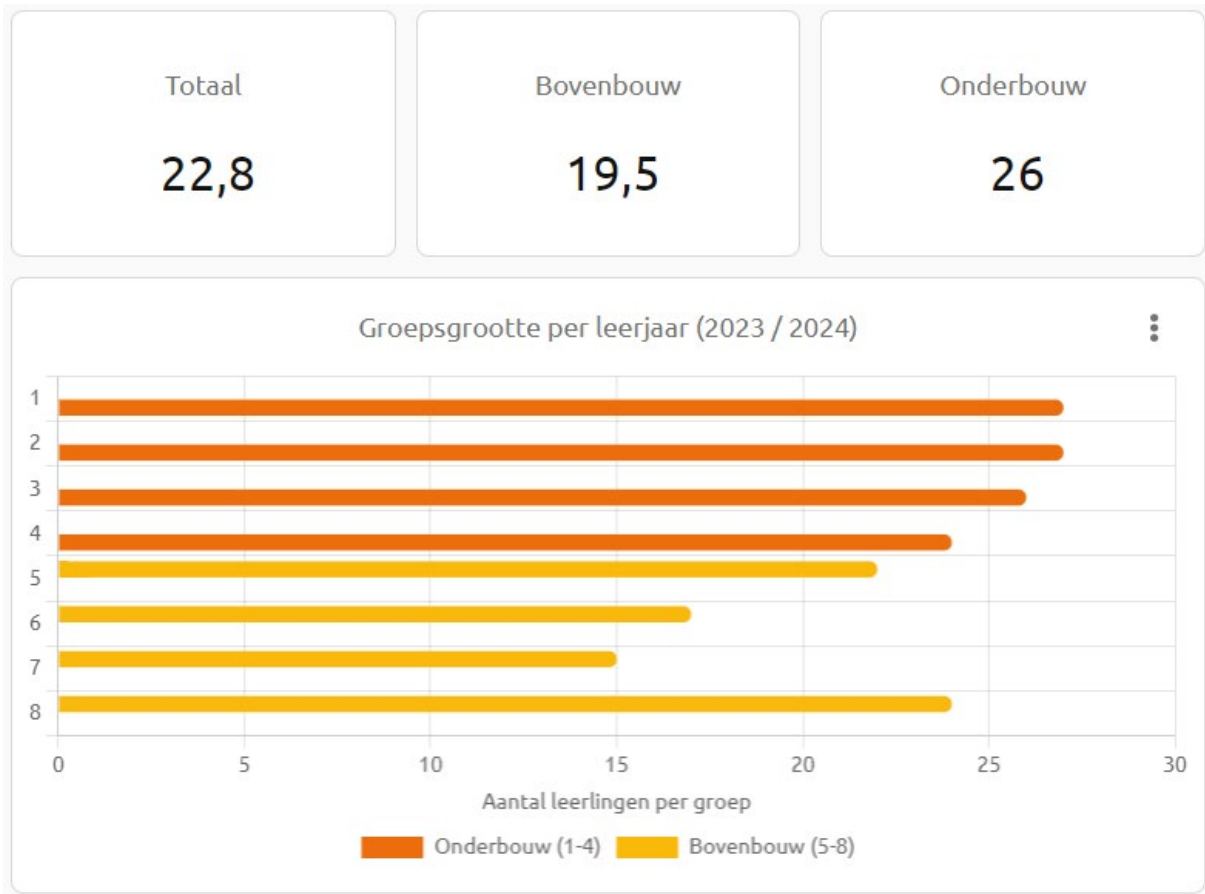 Totaal
22,8
Bovenbouw
19,5
Onderbouw
26
Groepsgrootte per leerjaar (2023 / 2024)
1
2
3
4
5
6
7
8
0 5 10 15 20 25 30
Aantal leerlingen per groep
Onderbouw (1-4) Bovenbouw (5-8)